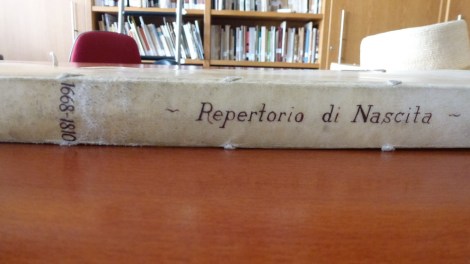 1668-1810
~ Repertorio di Nascita ~